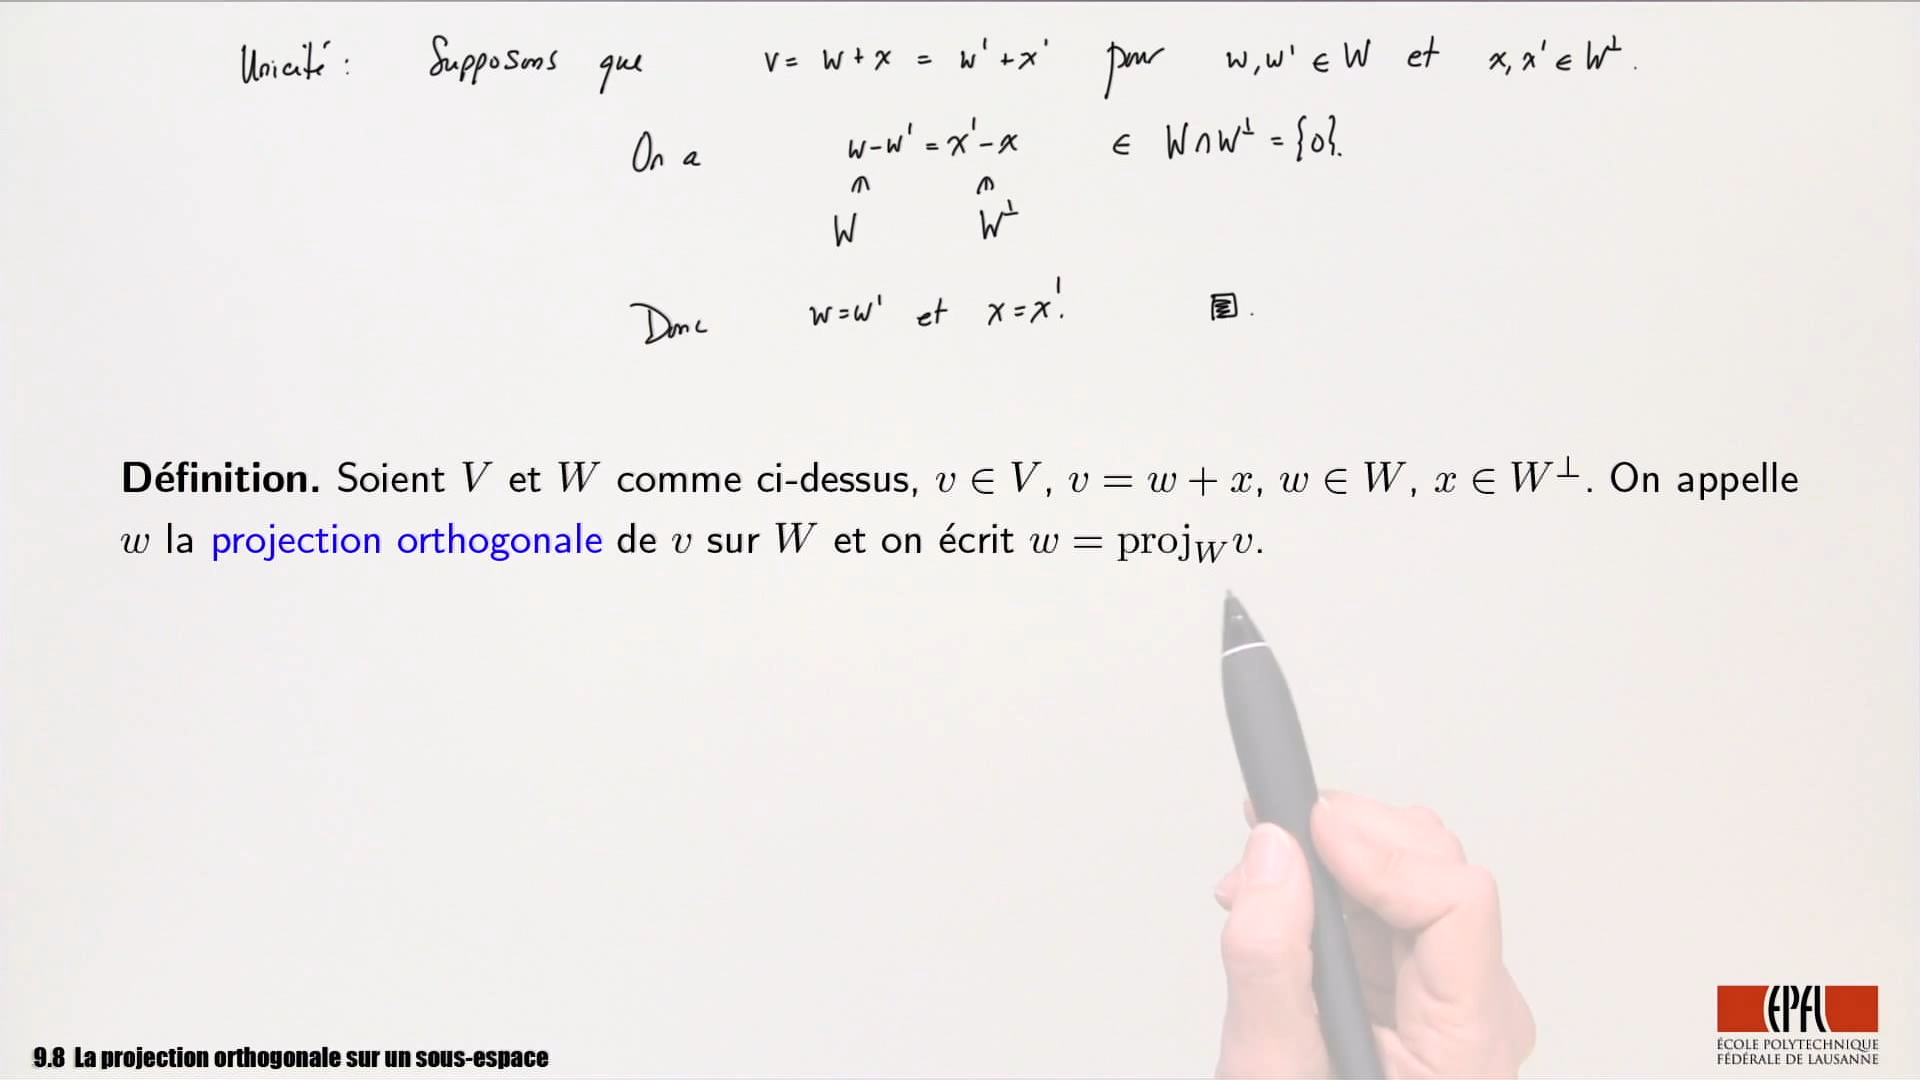 Unicité : Supposons que v = w + x = w' + x' pour w, w' ∈ W et x, x' ∈ W⊥.
On a w - w' = x' - x ∈ W ∩ W⊥ = {0}.
∈ ∈
W W⊥
Donc w = w' et x = x'.
Définition. Soient V et W comme ci-dessus, v ∈ V, v = w + x, w ∈ W, x ∈ W⊥. On appelle
w la projection orthogonale de v sur W et on écrit w = proj_W v.
EPFL
ÉCOLE POLYTECHNIQUE
FÉDÉRALE DE LAUSANNE
9.8 La projection orthogonale sur un sous-espace